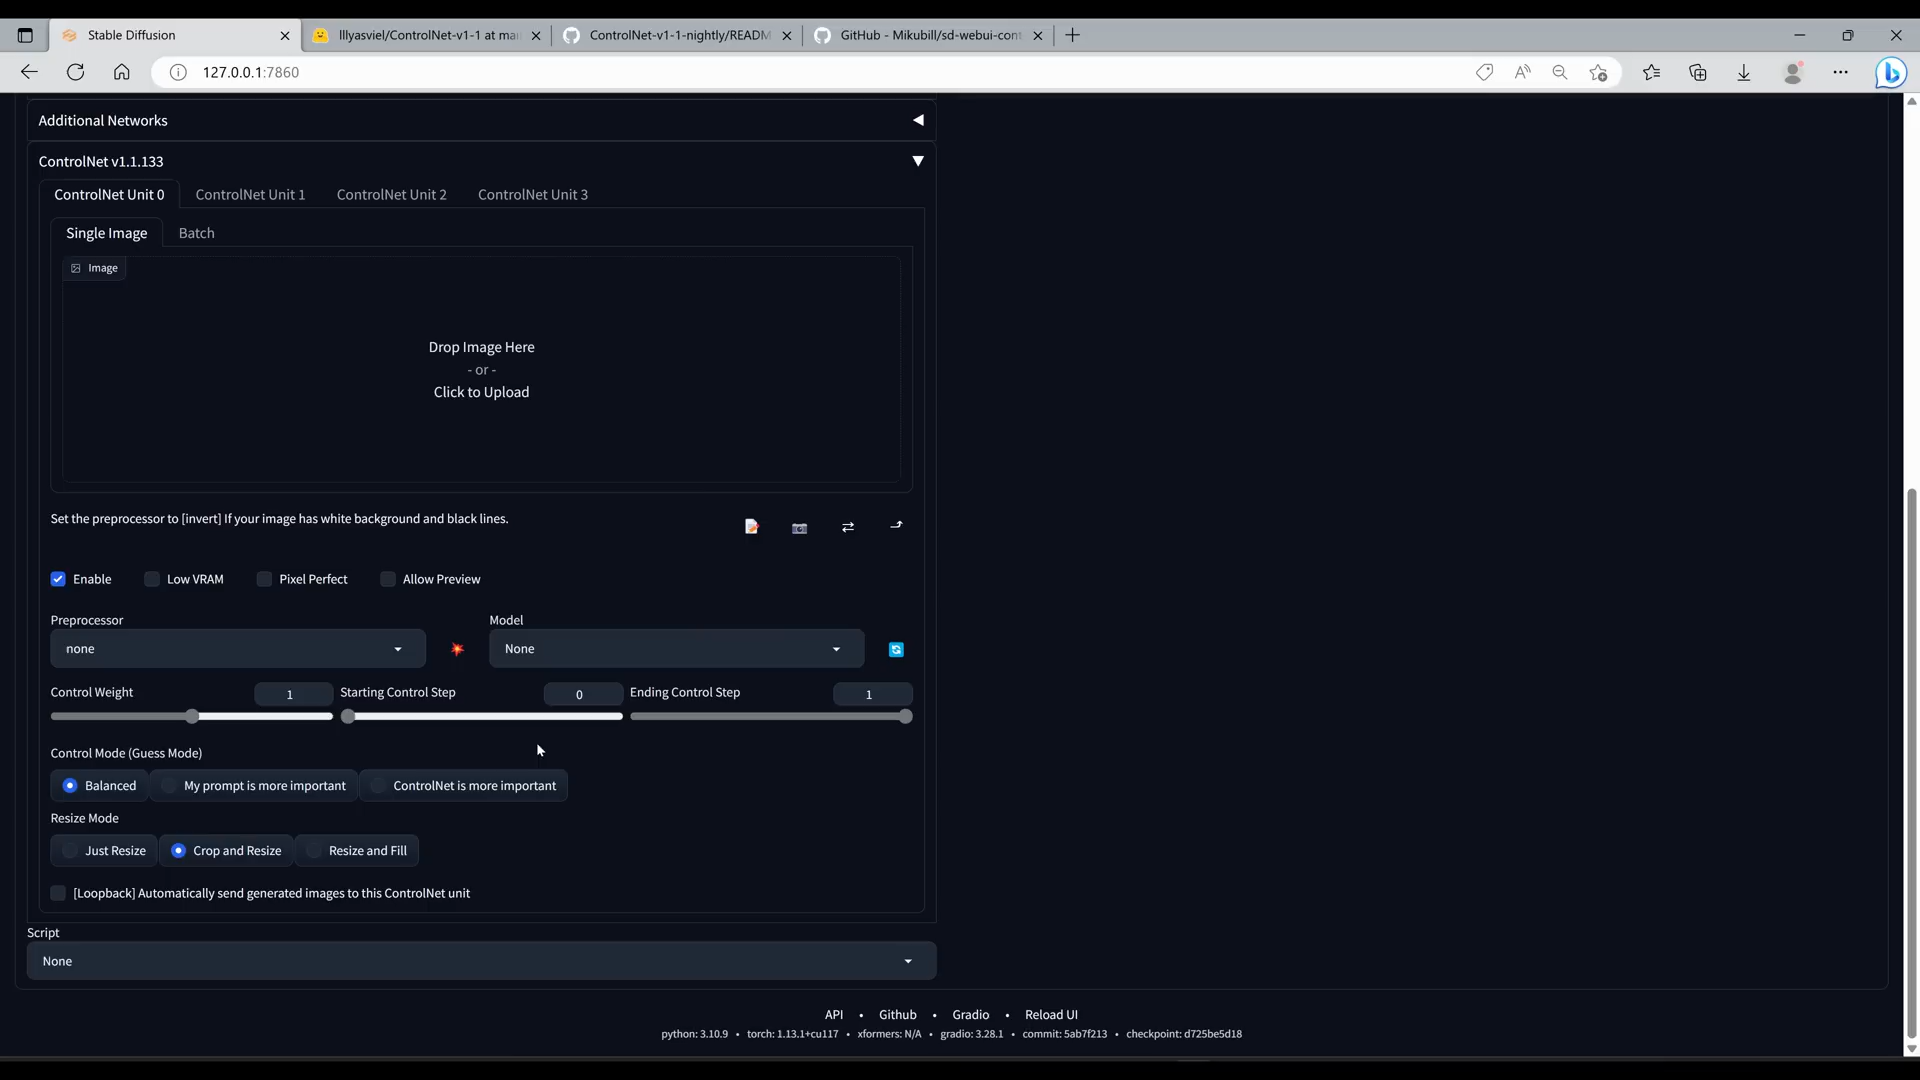 Stable Diffusion
lllyasviel/ControlNet-v1-1 at mai
ControlNet-v1-1-nightly/READM
GitHub - Mikubill/sd-webui-con
127.0.0.1:7860
Additional Networks
ControlNet v1.1.133
ControlNet Unit 0
ControlNet Unit 1
ControlNet Unit 2
ControlNet Unit 3
Single Image
Batch
Image
Drop Image Here
- or -
Click to Upload
Set the preprocessor to [invert] If your image has white background and black lines.
Enable
Low VRAM
Pixel Perfect
Allow Preview
Preprocessor
Model
none
None
Control Weight
1
Starting Control Step
0
Ending Control Step
1
Control Mode (Guess Mode)
Balanced
My prompt is more important
ControlNet is more important
Resize Mode
Just Resize
Crop and Resize
Resize and Fill
[Loopback] Automatically send generated images to this ControlNet unit
Script
None
API • Github • Gradio • Reload UI
python: 3.10.9 • torch: 1.13.1+cu117 • xformers: N/A • gradio: 3.28.1 • commit: 5ab7f213 • checkpoint: d725be5d18